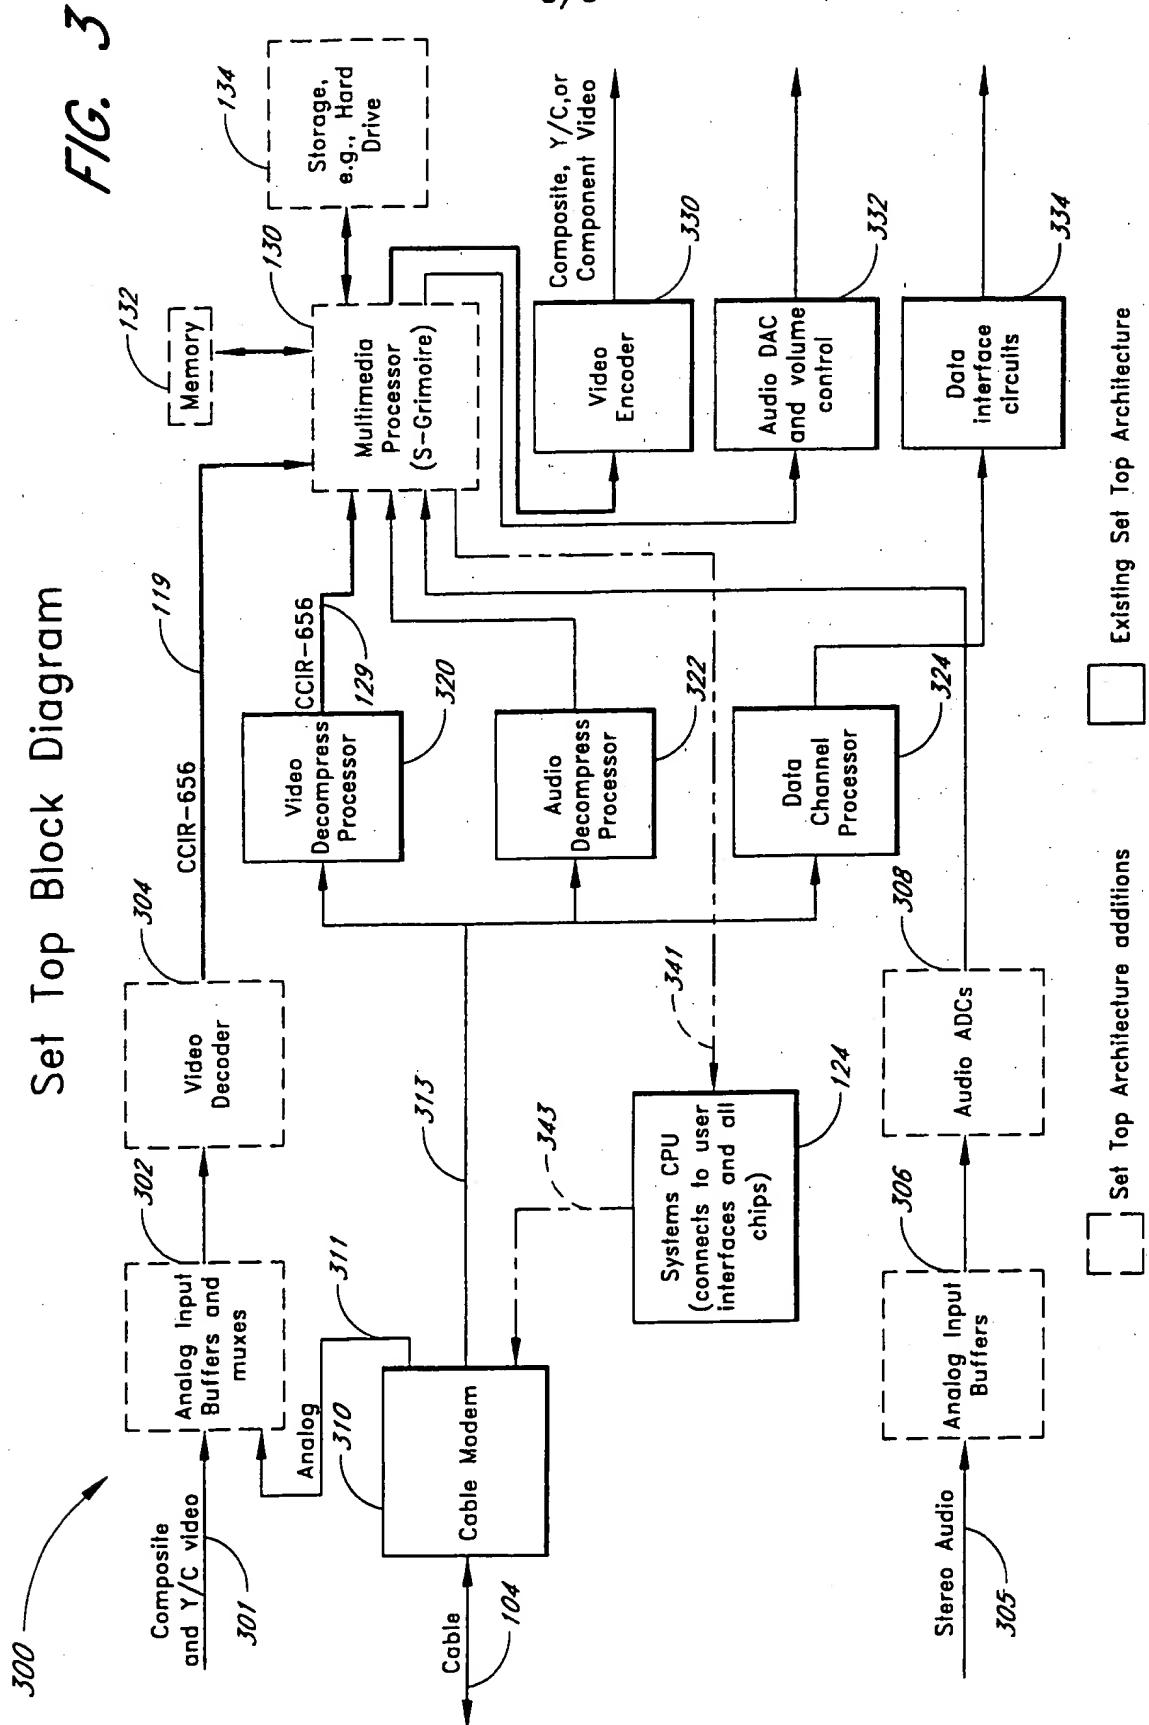 Set Top Block Diagram
FIG. 3
300
Composite
and Y/C video
301
Analog Input
Buffers and
muxes
302
Video
Decoder
304
CCIR-656
119
Memory
132
Multimedia
Processor
(S-Grimoire)
130
Storage,
e.g., Hard
Drive
134
Analog
311
Cable
104
Cable Modem
310
313
Video
Decompress
Processor
320
CCIR-656
129
Audio
Decompress
Processor
322
Data
Channel
Processor
324
Video
Encoder
330
Composite, Y/C,or
Component Video
Audio DAC
and volume
control
332
Data
interface
circuits
334
Systems CPU
(connects to user
interfaces and all
chips)
124
343
341
Stereo Audio
305
Analog Input
Buffers
306
Audio ADCs
308
Set Top Architecture additions
Existing Set Top Architecture